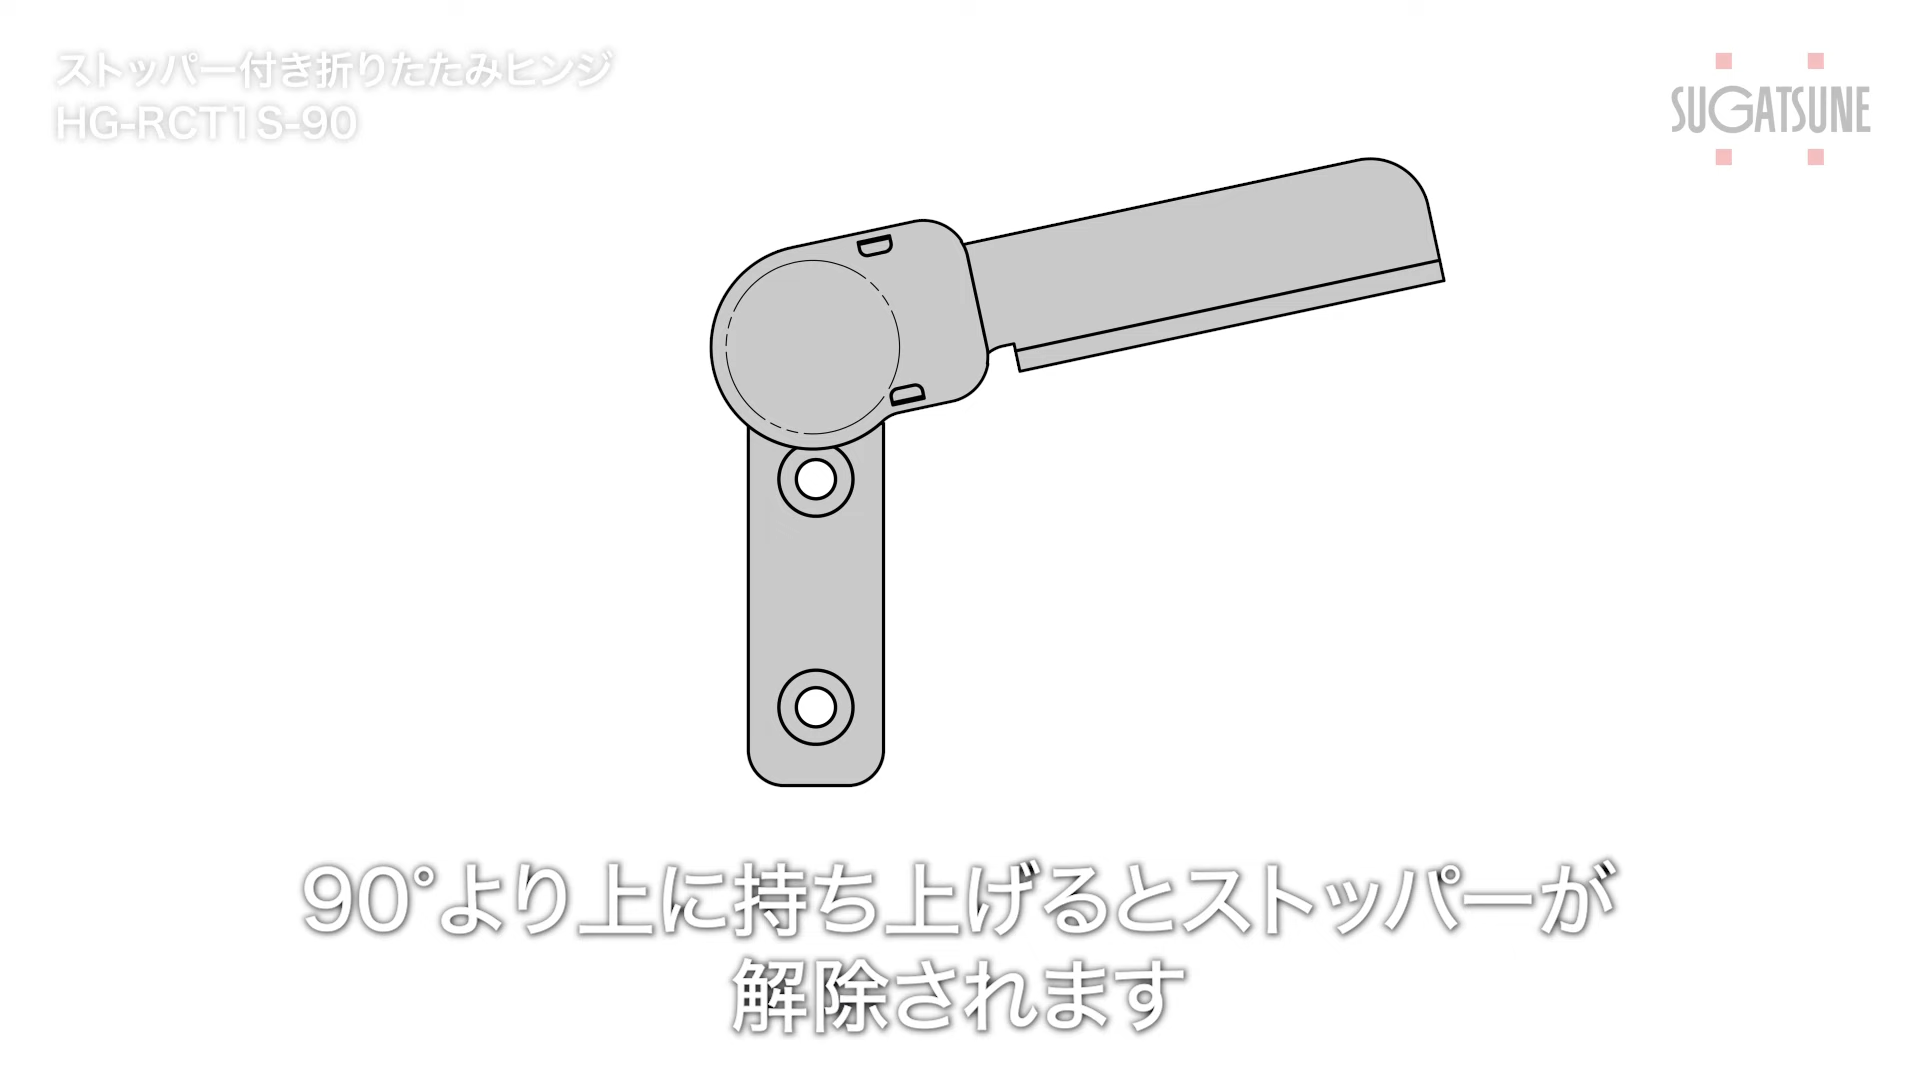 ストッパー付き折りたたみヒンジ
HG-RCT1S-90
SUGATSUNE
90°より上に持ち上げるとストッパーが
解除されます